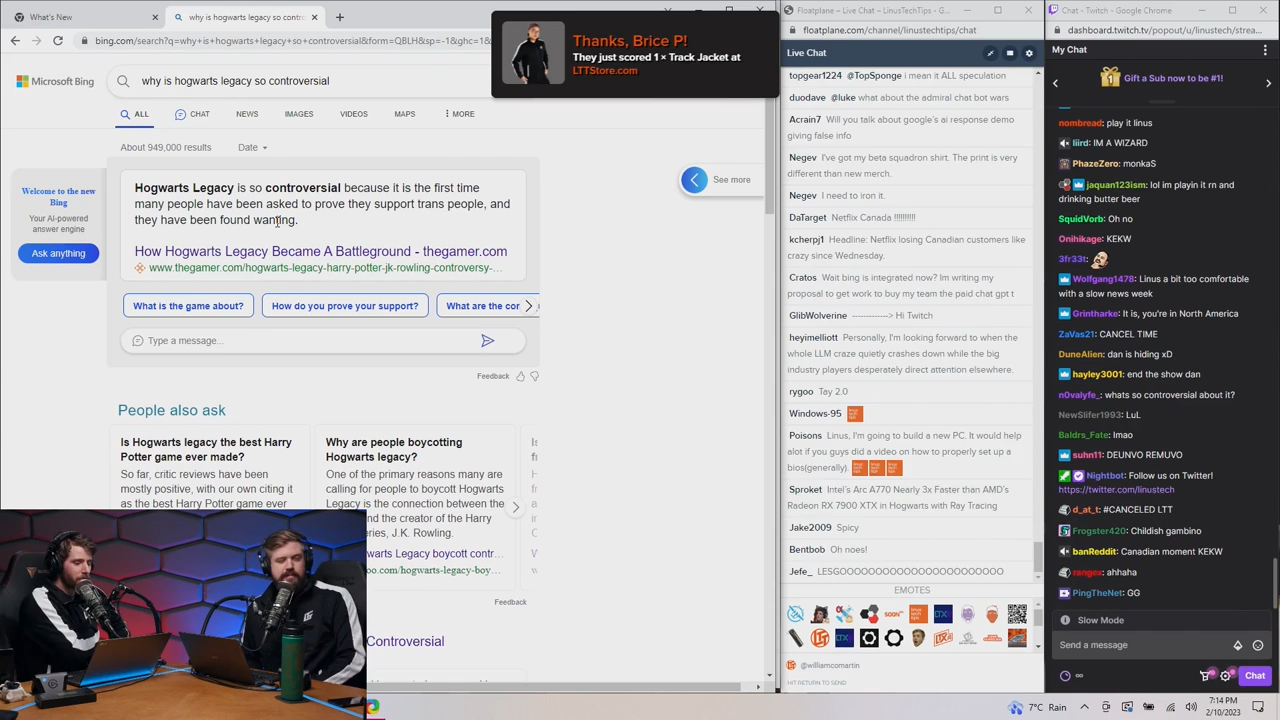 What's New
why is hogwarts legacy so contro
bingus/search?q=why+is+hogwarts+legacy+so+controversial&form=QBLH&sp=-1&ghc=1
Thanks, Brice P!
They just scored 1 × Track Jacket at
LTTStore.com
Microsoft Bing
why is hogwarts legacy so controversial
ALL
CHAT
NEWS
IMAGES
VIDEOS
MAPS
MORE
About 949,000 results
Date
Welcome to the new
Bing
Your AI-powered
answer engine
Ask anything
Hogwarts Legacy is so controversial because it is the first time
that people have been asked to prove they support trans people, and
they have been found waning.
How Hogwarts Legacy Became A Battleground - thegamer.com
www.thegamer.com/hogwarts-legacy-harry-potter-jk-rowling-controversy-...
What is the game about?
How do you prove your support?
What are the cor
Type a message...
Feedback
See more
People also ask
Is Hogwarts legacy the best Harry
Potter game ever made?
So far, reviews have been
mostly positive, with our own citing it
Why are people boycotting
Hogwarts legacy?
One of the primary reasons many are
calling for people to boycott Hogwarts
Legacy is the connection between the
and the creator of the Harry
ries, J.K. Rowling.
warts Legacy boycott contr...
oo.com/hogwarts-legacy-boy...
Feedback
Controversial
Floatplane – Live Chat – LinusTechTips - G...
floatplane.com/channel/linustechtips/chat
Live Chat
topgear1224 @TopSponge i mean it ALL speculation
duodave @luke what about the admiral chat bot wars
Acrain7 Will you talk about google's ai response demo
giving false info
Negev I've got my beta squadron shirt. The print is very
different than new merch.
Negev I need to iron it.
DaTarget Netflix Canada !!!!!!!!!!
kcherpj1 Headline: Netflix losing Canadian customers like
crazy since Wednesday.
Cratos Wait bing is integrated now? Im writing my
proposal to get work to buy my team the paid chat gpt t
GlibWolverine -------------> Hi Twitch
heyimelliott Personally, I'm looking forward to when the
whole LLM craze quietly crashes down while the big
industry players desperately direct attention elsewhere.
rygoo Tay 2.0
Windows-95
Poisons Linus, I'm going to build a new PC. It would help
alot if you guys did a video on how to properly set up a
bios(generally).
Sproket Intel's Arc A770 Nearly 3x Faster than AMD's
Radeon RX 7900 XTX in Hogwarts with Ray Tracing
Jake2009 Spicy
Bentbob Oh noes!
Jefe_ LESGOOOOOOOOOOOOOOOOOOOOOOO
EMOTES
@williamcomartin
HIT RETURN TO SEND
Chat - Twitch - Google Chrome
dashboard.twitch.tv/popout/u/linustech/strea...
My Chat
Gift a Sub now to be #1!
nombread: play it linus
liird: IM A WIZARD
PhazeZero: monkaS
jaquan123ism: lol im playin it rn and
drinking butter beer
SquidVorb: Oh no
Onihikage: KEKW
3fr33t:
Wolfgang1478: Linus a bit too comfortable
with a slow news week
Grintharke: It is, you're in North America
ZaVas21: CANCEL TIME
DuneAlien: dan is hiding xD
hayley3001: end the show dan
n0valyfe_: whats so controversial about it?
NewSlifer1993: LuL
Baldrs_Fate: lmao
suhn11: DEUNVO REMUVO
Nightbot: Follow us on Twitter!
https://twitter.com/linustech
d_at_t: #CANCELED LTT
Frogster420: Childish gambino
banReddit: Canadian moment KEKW
rangex: ahhaha
PingTheNet: GG
Slow Mode
Send a message
Chat
7°C Rain
7:14 PM
2/10/2023